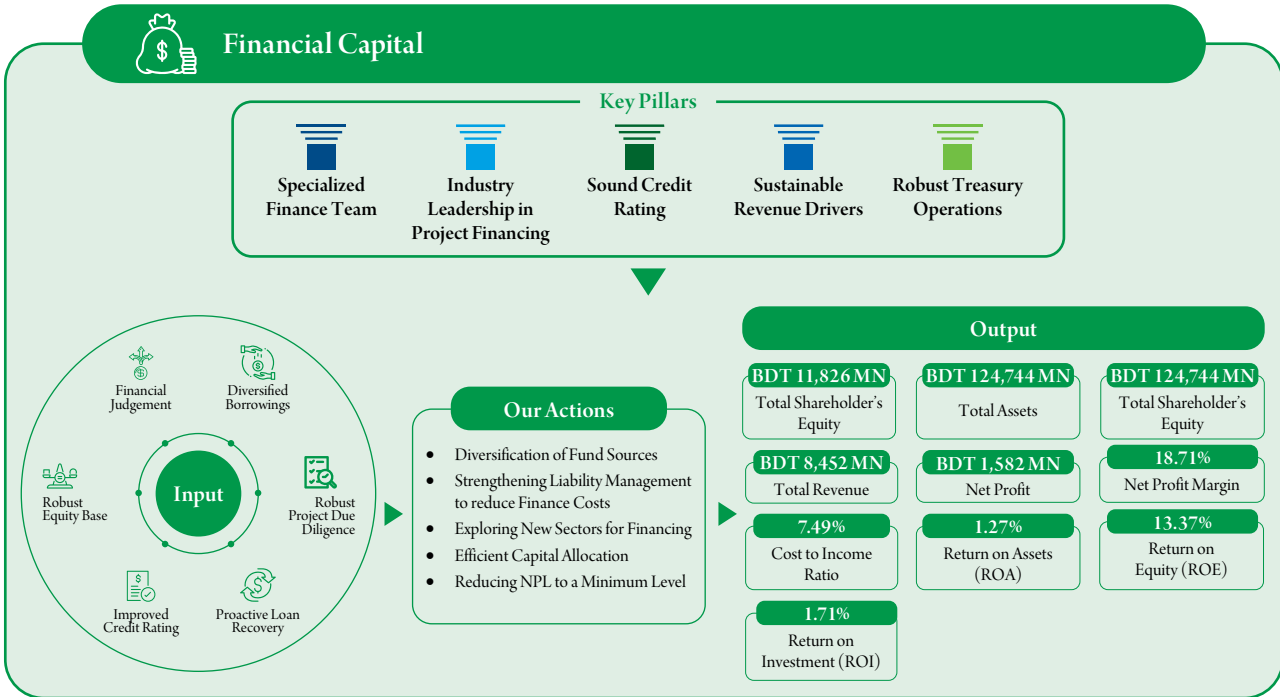 Financial Capital
Key Pillars
Specialized
Finance Team
Industry
Leadership in
Project Financing
Sound Credit
Rating
Sustainable
Revenue Drivers
Robust Treasury
Operations
Financial
Judgement
Diversified
Borrowings
Robust
Equity Base
Input
Robust
Project Due
Diligence
Improved
Credit Rating
Proactive Loan
Recovery
Our Actions
• Diversification of Fund Sources
• Strengthening Liability Management
to reduce Finance Costs
• Exploring New Sectors for Financing
• Efficient Capital Allocation
• Reducing NPL to a Minimum Level
Output
BDT 11,826 MN
Total Shareholder's
Equity
BDT 124,744 MN
Total Assets
BDT 124,744 MN
Total Shareholder's
Equity
BDT 8,452 MN
Total Revenue
BDT 1,582 MN
Net Profit
18.71%
Net Profit Margin
7.49%
Cost to Income
Ratio
1.27%
Return on Assets
(ROA)
13.37%
Return on
Equity (ROE)
1.71%
Return on
Investment (ROI)